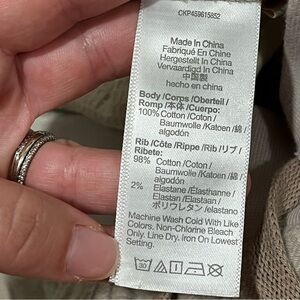 CKP459615852
Made In China
Fabriqué En Chine
Hergestellt In China
Vervaardigd In China
中国製
hecho en china
Body /Corps /Oberteil /
Romp /本体 /Cuerpo:
100% Cotton /Coton /
Baumwolle /Katoen /綿 /
algodón
Rib /Côte /Rippe /Rib /リブ /
Ribete:
98% Cotton /Coton /
Baumwolle /Katoen /綿 /
algodón
2% Elastane /Élasthanne /
Elastan /Elastaan /
ポリウレタン /elastano
Machine Wash Cold With Like
Colors. Non-Chlorine Bleach
Only. Line Dry. Iron On Lowest
Setting.
30